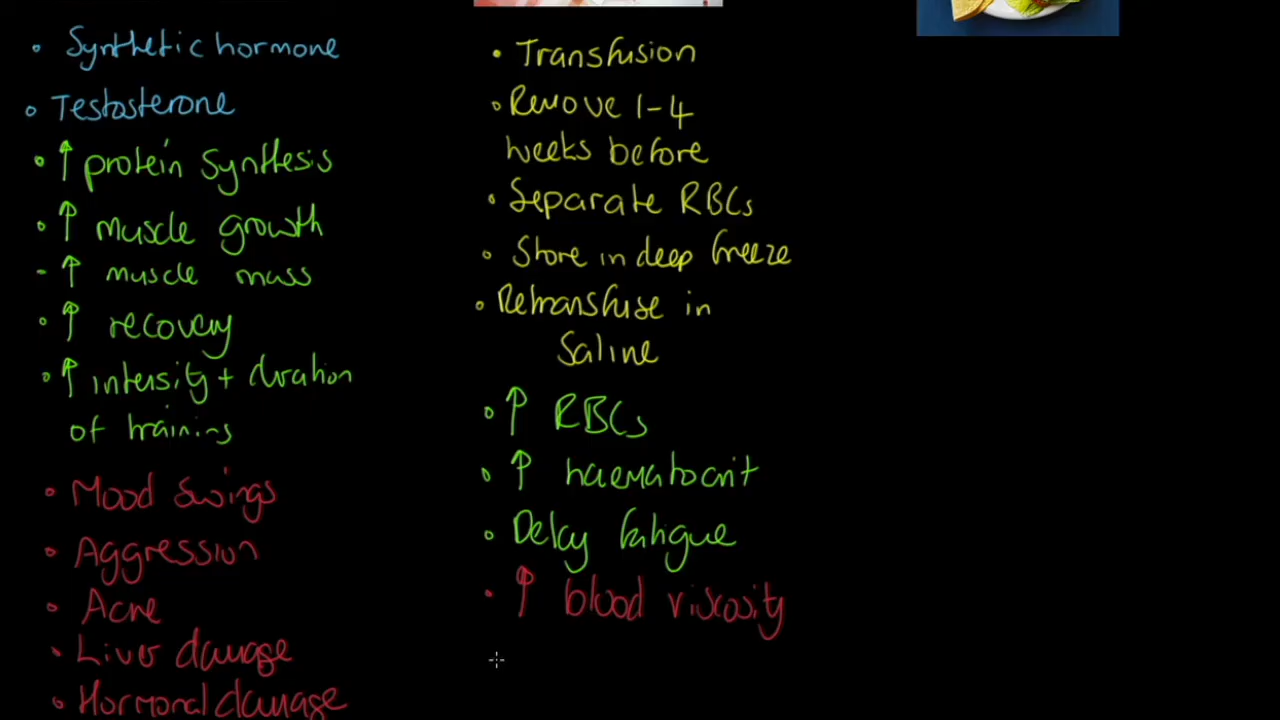 • Synthetic hormone
• Testosterone
• ↑ protein synthesis
• ↑ muscle growth
- ↑ muscle mass
• ↑ recovery
• ↑ intensity + duration
of training
• Mood swings
• Aggression
• Acne
• Liver damage
• Hormonal damage
• Transfusion
• Remove 1-4
weeks before
• Separate RBCs
• Store in deep freeze
• Retransfuse in
Saline
• ↑ RBCs
• ↑ haematocrit
• Delay fatigue
• ↑ blood viscosity